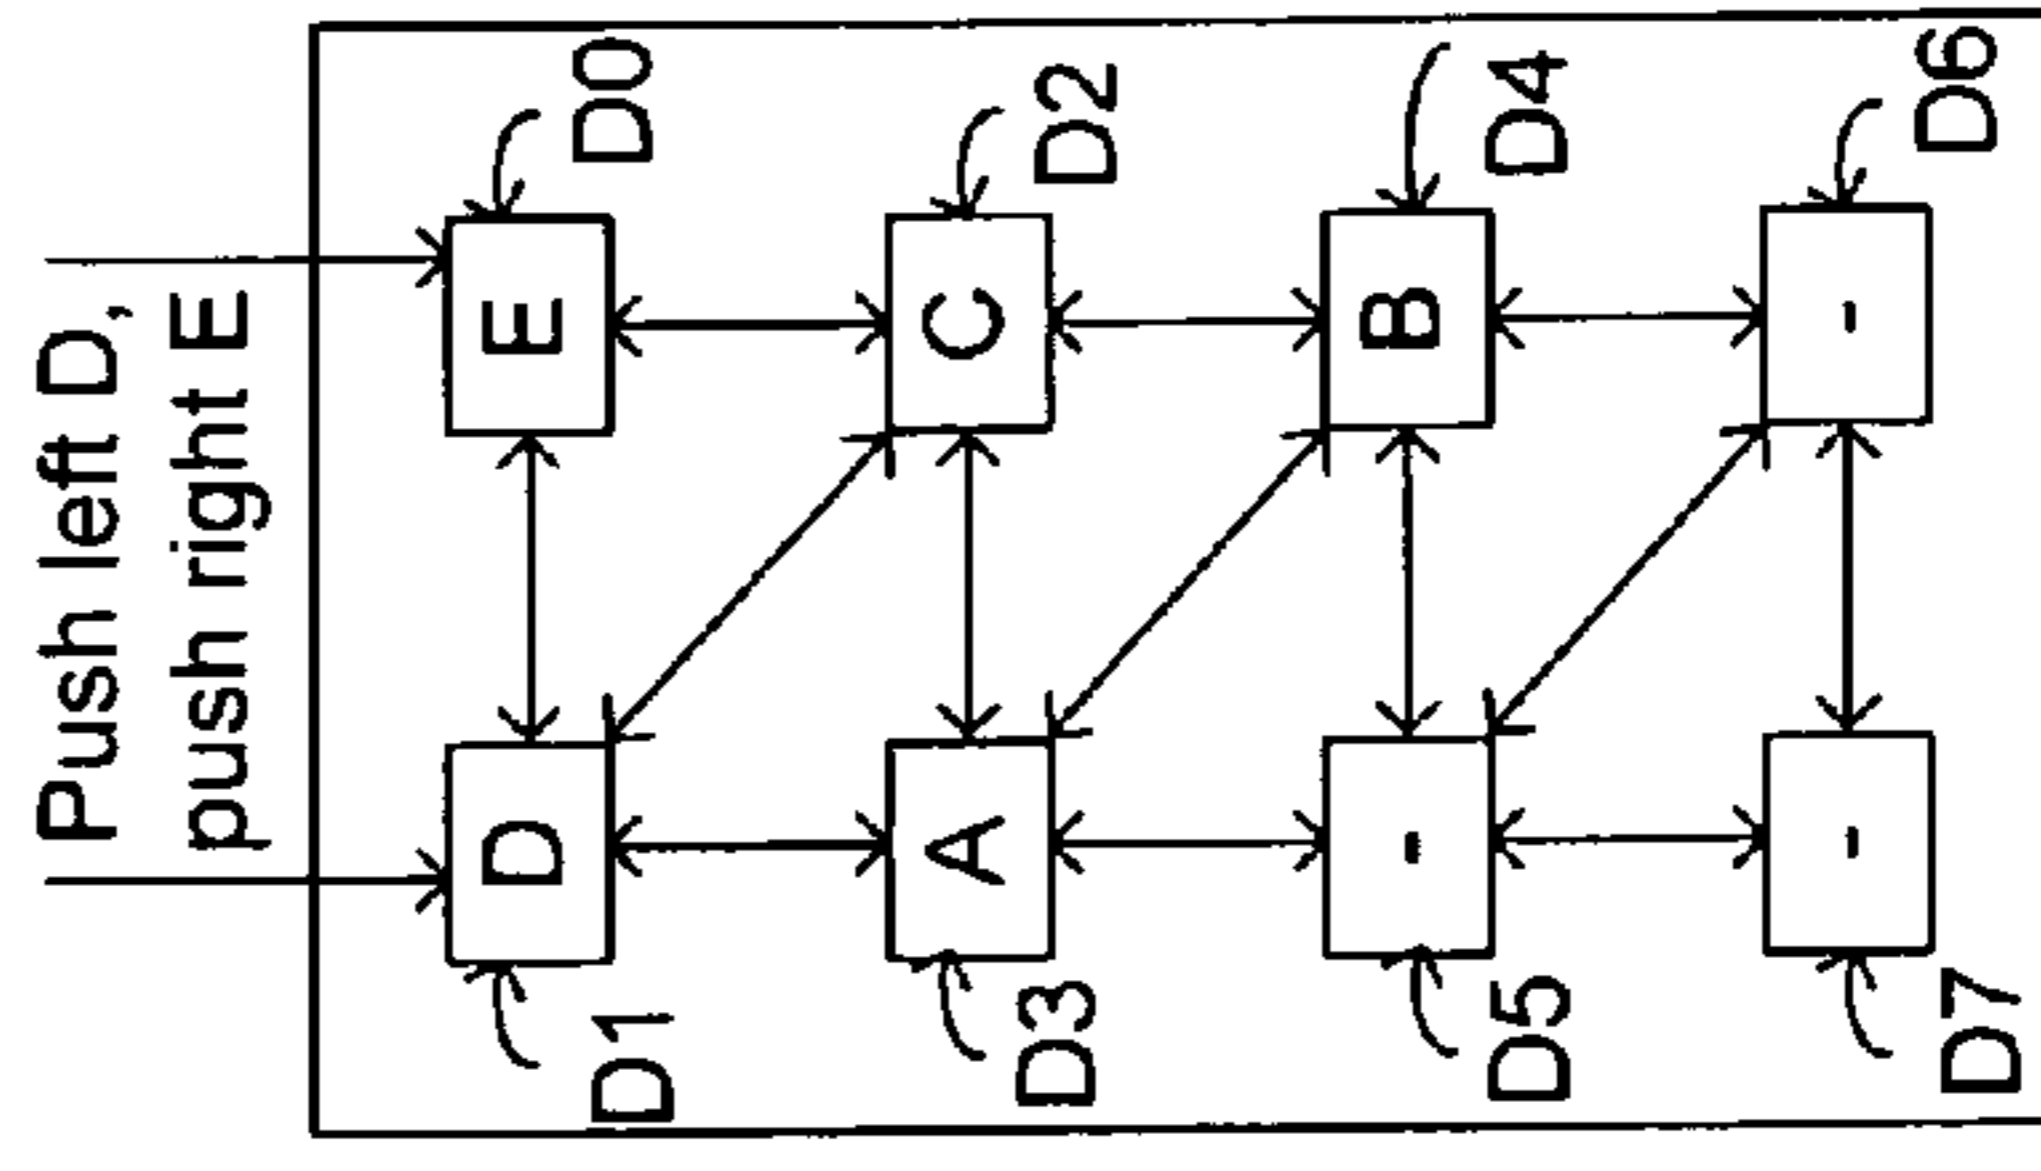 Push left D,
push right E
D E
D1 D0
A C
D3 D2
- B
D5 D4
- -
D7 D6